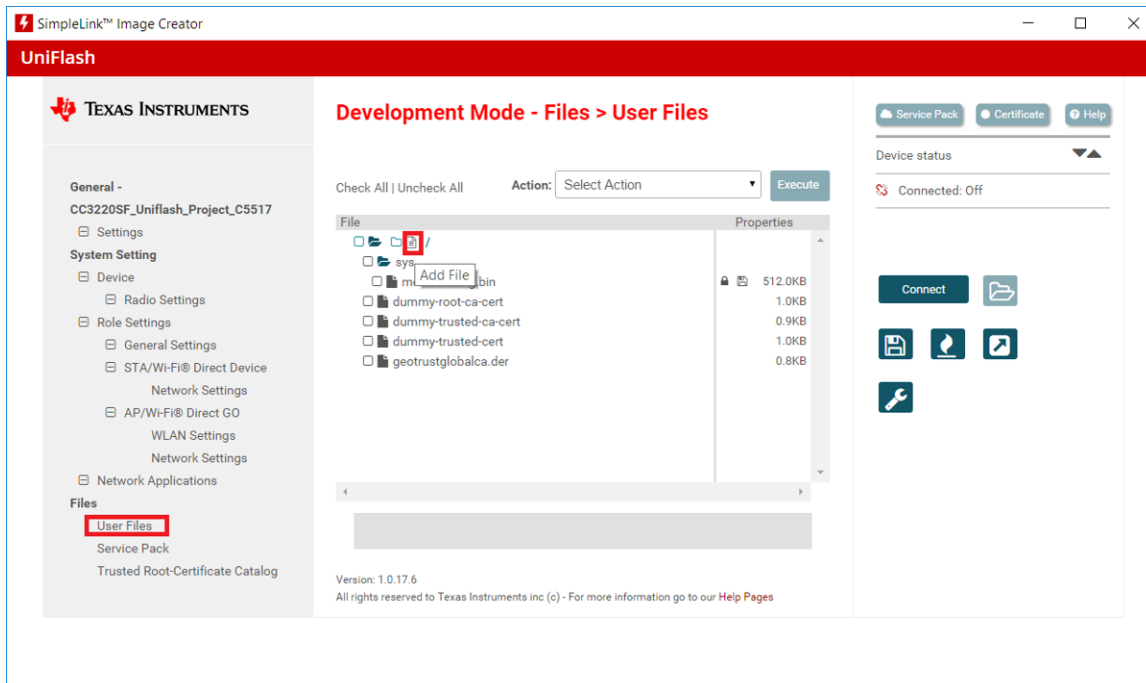 SimpleLink™ Image Creator
UniFlash
TEXAS INSTRUMENTS
General -
CC3220SF_Uniflash_Project_C5517
Settings
System Setting
Device
Radio Settings
Role Settings
General Settings
STA/Wi-Fi® Direct Device
Network Settings
AP/Wi-Fi® Direct GO
WLAN Settings
Network Settings
Network Applications
Files
User Files
Service Pack
Trusted Root-Certificate Catalog
Development Mode - Files > User Files
Check All | Uncheck All Action: Select Action Execute
File Properties
/
sys
Add File
.bin 512.0KB
dummy-root-ca-cert 1.0KB
dummy-trusted-ca-cert 0.9KB
dummy-trusted-cert 1.0KB
geotrustglobalca.der 0.8KB
Version: 1.0.17.6
All rights reserved to Texas Instruments inc (c) - For more information go to our Help Pages
Service Pack Certificate Help
Device status
Connected: Off
Connect